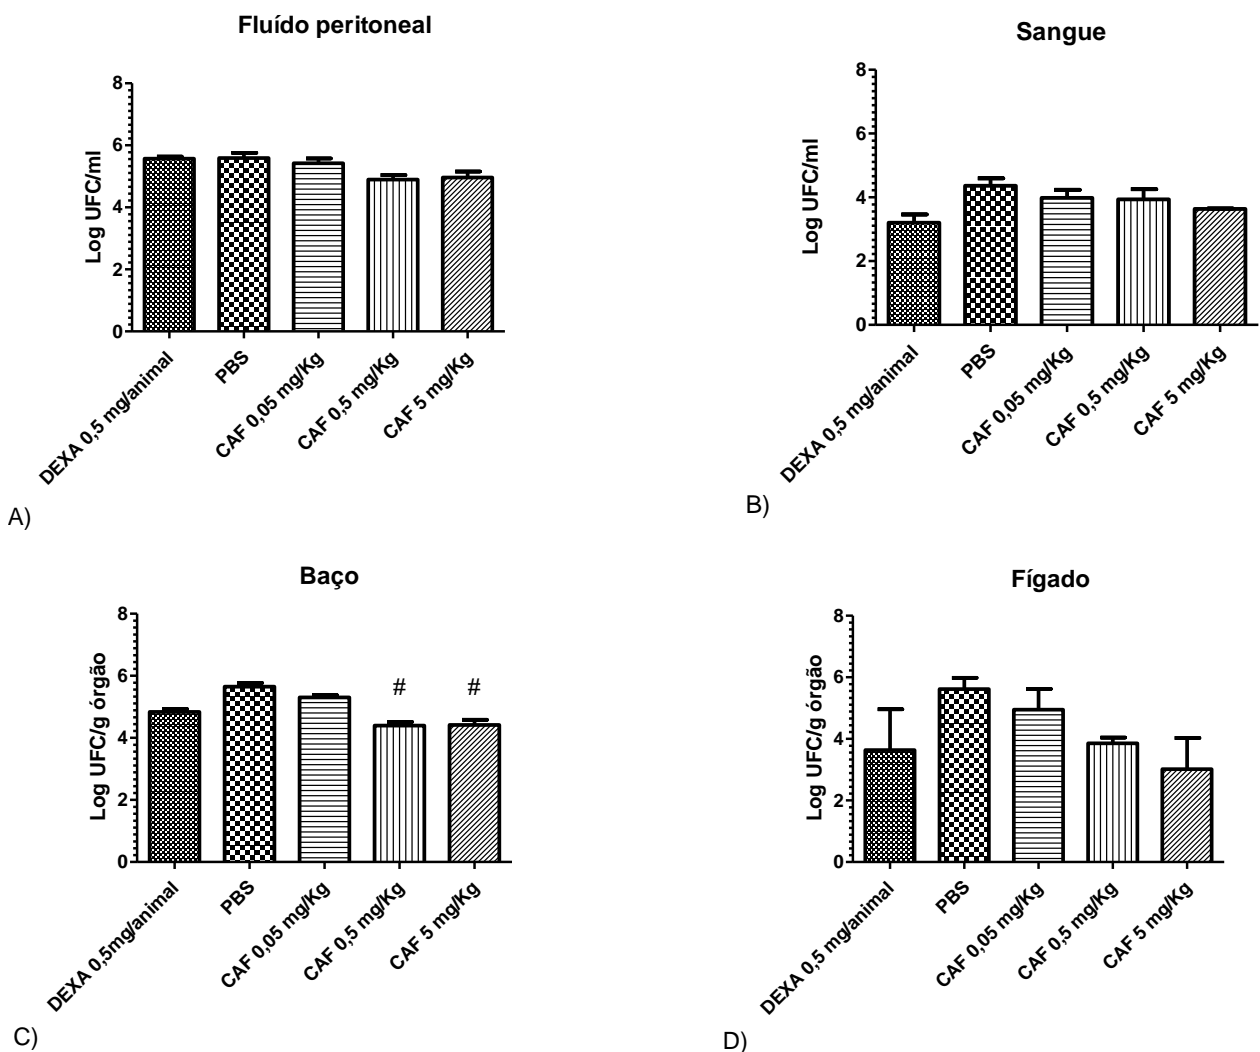 Fluído peritoneal
Log UFC/ml
8
6
4
2
0
DEXA 0,5 mg/animal
PBS
CAF 0,05 mg/Kg
CAF 0,5 mg/Kg
CAF 5 mg/Kg
A)
Sangue
Log UFC/ml
8
6
4
2
0
DEXA 0,5 mg/animal
PBS
CAF 0,05 mg/Kg
CAF 0,5 mg/Kg
CAF 5 mg/Kg
B)
Baço
Log UFC/g órgão
8
6
4
2
0
# #
DEXA 0,5mg/animal
PBS
CAF 0,05 mg/Kg
CAF 0,5 mg/Kg
CAF 5 mg/Kg
C)
Fígado
Log UFC/g órgão
8
6
4
2
0
DEXA 0,5 mg/animal
PBS
CAF 0,05 mg/Kg
CAF 0,5 mg/Kg
CAF 5 mg/Kg
D)